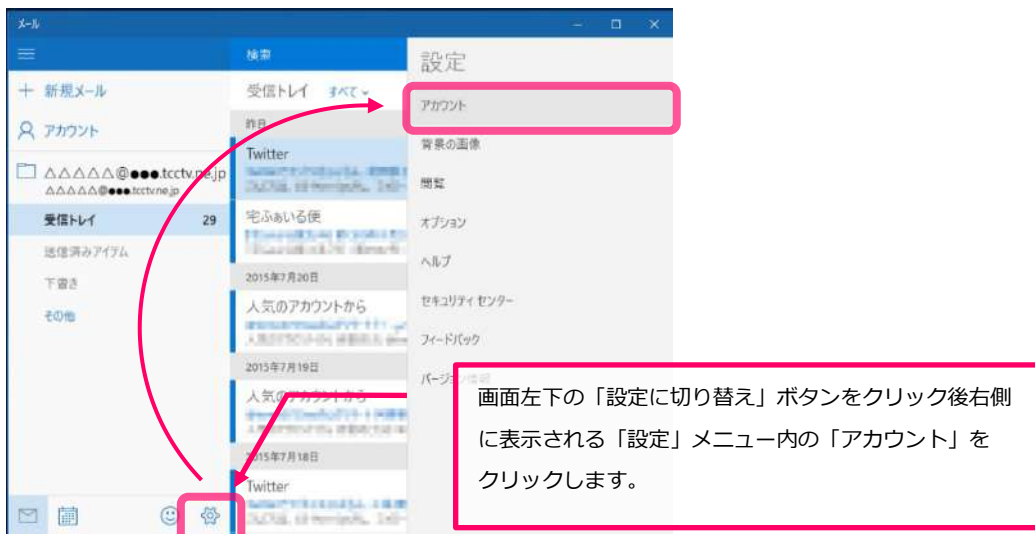 メール
検索
設定
新規メール
受信トレイ すべて
アカウント
アカウント
昨日
背景の画像
Twitter
△△△△△@●●●.tcctv.ne.jp
△△△△△@●●●.tcctv.ne.jp
閲覧
受信トレイ 29
宅ふぁいる便
オプション
送信済みアイテム
ヘルプ
下書き
2015年7月20日
人気のアカウントから
セキュリティ センター
その他
フィードバック
2015年7月19日
バージョン情報
人気のアカウントから
2015年7月18日
Twitter
画面左下の「設定に切り替え」ボタンをクリック後右側
に表示される「設定」メニュー内の「アカウント」を
クリックします。